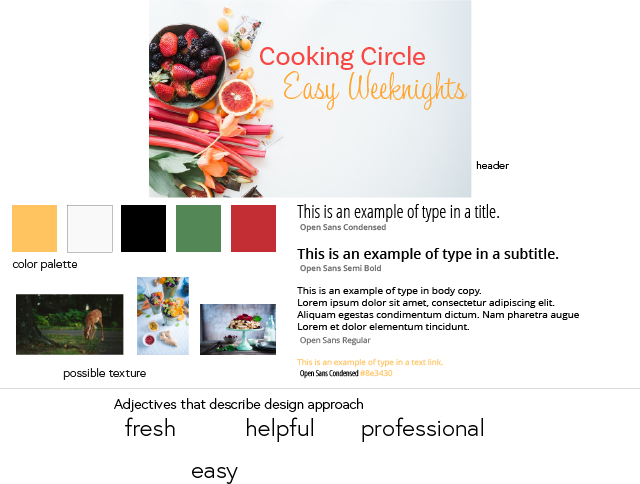 Cooking Circle
Easy Weeknights
header
This is an example of type in a title.
Open Sans Condensed
This is an example of type in a subtitle.
Open Sans Semi Bold
color palette
This is an example of type in body copy.
Lorem ipsum dolor sit amet, consectetur adipiscing elit.
Aliquam egestas condimentum dictum. Nam pharetra augue
Lorem et dolor elementum tincidunt.
Open Sans Regular
This is an example of type in a text link.
Open Sans Condensed #8e3430
possible texture
Adjectives that describe design approach
fresh helpful professional
easy